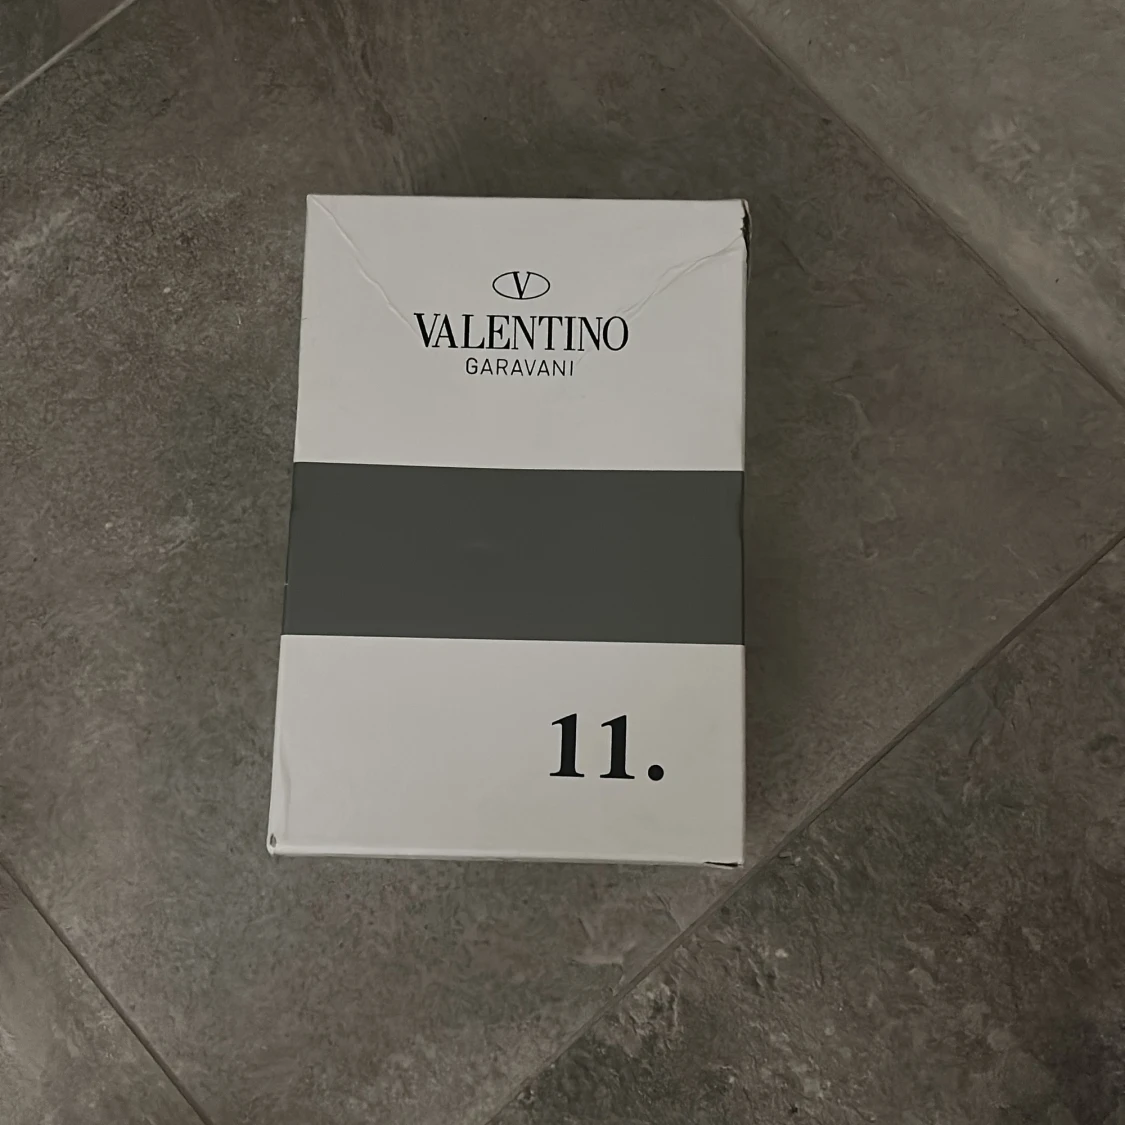 V
VALENTINO
GARAVANI
11.